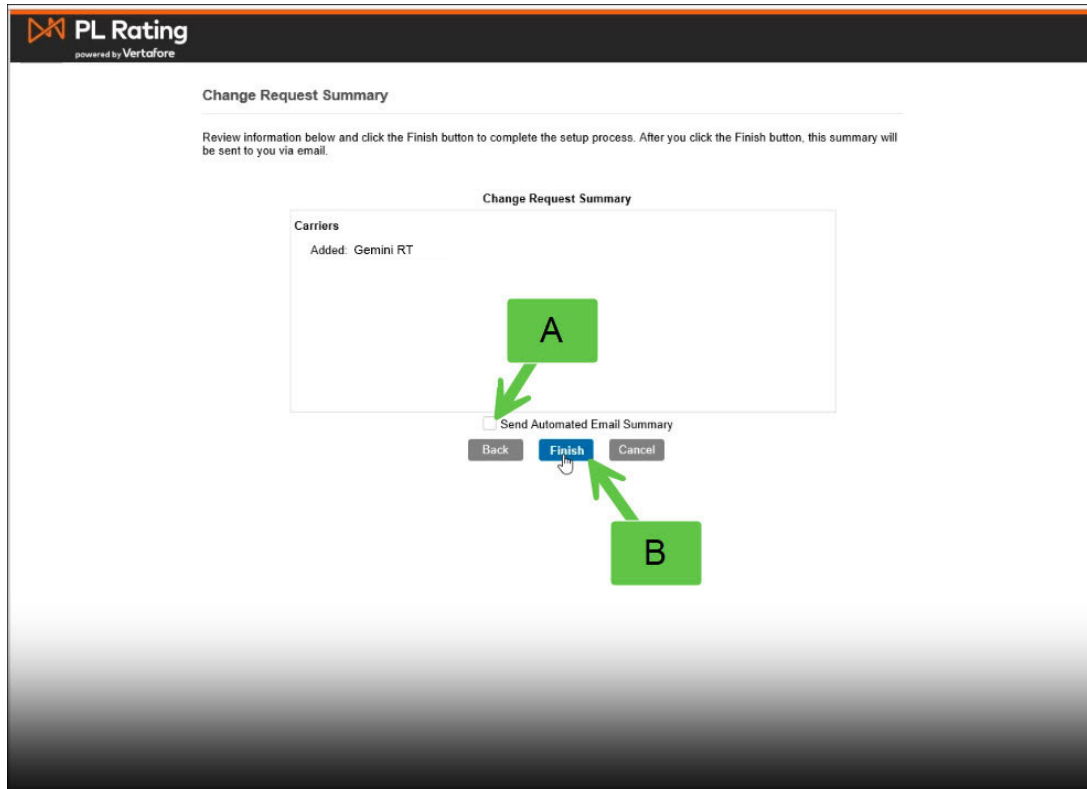 PL Rating
powered by Vertafore
Change Request Summary
Review information below and click the Finish button to complete the setup process. After you click the Finish button, this summary will
be sent to you via email.
Change Request Summary
Carriers
Added: Gemini RT
A
Send Automated Email Summary
Back Finish Cancel
B